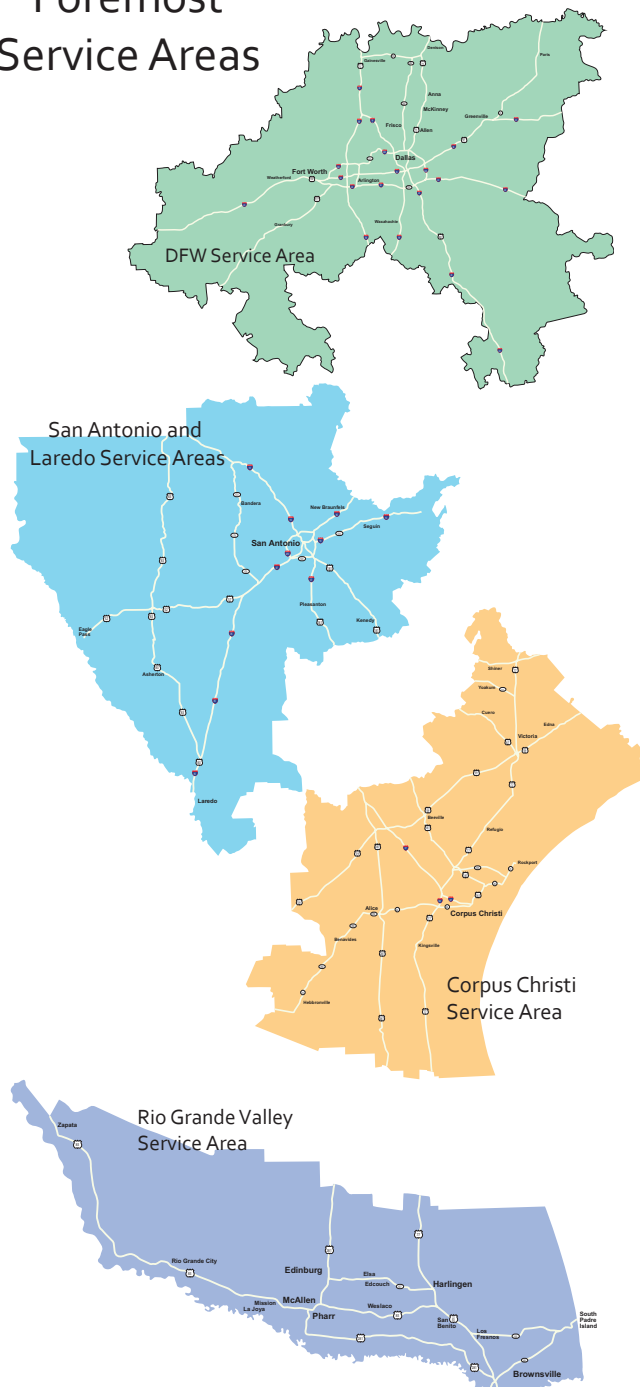 Foremost
Service Areas
Denison
Gainesville
Paris
Anna
McKinney
Greenville
Frisco
Allen
Dallas
Fort Worth
Weatherford
Arlington
Granbury
Waxahachie
DFW Service Area
San Antonio and
Laredo Service Areas
Bandera
New Braunfels
Seguin
San Antonio
Pleasanton
Kenedy
Eagle
Pass
Asherton
Laredo
Shiner
Yoakum
Cuero
Edna
Victoria
Beeville
Refugio
Rockport
Alice
Corpus Christi
Benavides
Kingsville
Hebbronville
Corpus Christi
Service Area
Rio Grande Valley
Service Area
Zapata
Rio Grande City
Edinburg
Elsa
Edcouch
Harlingen
Mission
La Joya
McAllen
Weslaco
Pharr
San
Benito
Los
Fresnos
South
Padre
Island
Brownsville